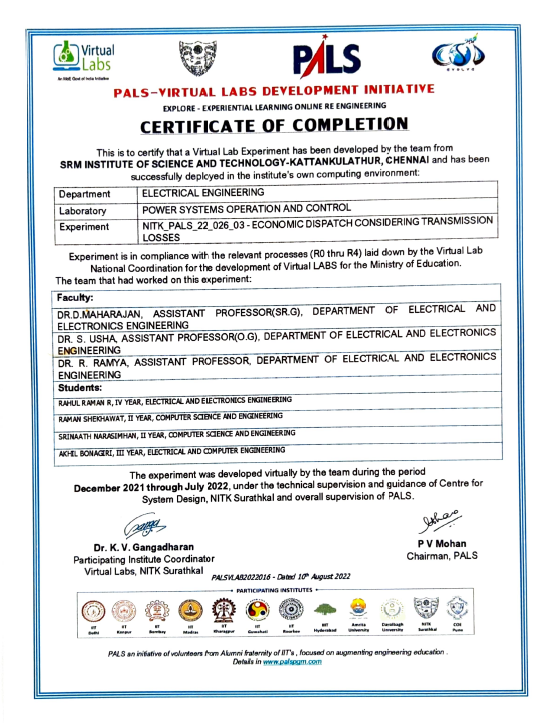 Virtual
Labs
An MoE Govt of India Initiative
PALS
EVOLVE
PALS-VIRTUAL LABS DEVELOPMENT INITIATIVE
EXPLORE - EXPERIENTIAL LEARNING ONLINE RE ENGINEERING
CERTIFICATE OF COMPLETION
This is to certify that a Virtual Lab Experiment has been developed by the team from
SRM INSTITUTE OF SCIENCE AND TECHNOLOGY-KATTANKULATHUR, CHENNAI and has been
successfully deployed in the institute's own computing environment:
Department ELECTRICAL ENGINEERING
Laboratory POWER SYSTEMS OPERATION AND CONTROL
Experiment NITK_PALS_22_026_03 - ECONOMIC DISPATCH CONSIDERING TRANSMISSION
LOSSES
Experiment is in compliance with the relevant processes (R0 thru R4) laid down by the Virtual Lab
National Coordination for the development of Virtual LABS for the Ministry of Education.
The team that had worked on this experiment:
Faculty:
DR.D.MAHARAJAN, ASSISTANT PROFESSOR(SR.G), DEPARTMENT OF ELECTRICAL AND
ELECTRONICS ENGINEERING
DR. S. USHA, ASSISTANT PROFESSOR(O.G), DEPARTMENT OF ELECTRICAL AND ELECTRONICS
ENGINEERING
DR. R. RAMYA, ASSISTANT PROFESSOR, DEPARTMENT OF ELECTRICAL AND ELECTRONICS
ENGINEERING
Students:
RAHUL RAMAN R, IV YEAR, ELECTRICAL AND ELECTRONICS ENGINEERING
RAMAN SHEKHAWAT, II YEAR, COMPUTER SCIENCE AND ENGINEERING
SRINAATH NARASIMHAN, II YEAR, COMPUTER SCIENCE AND ENGINEERING
AKHIL BONAGIRI, III YEAR, ELECTRICAL AND COMPUTER ENGINEERING
The experiment was developed virtually by the team during the period
December 2021 through July 2022, under the technical supervision and guidance of Centre for
System Design, NITK Surathkal and overall supervision of PALS.
Dr. K. V. Gangadharan
Participating Institute Coordinator
Virtual Labs, NITK Surathkal
P V Mohan
Chairman, PALS
PALSVLAB2022016 - Dated 10th August 2022
PARTICIPATING INSTITUTES
IIT Delhi
IIT Kanpur
IIT Bombay
IIT Madras
IIT Kharagpur
IIT Guwahati
IIT Roorkee
IIIT Hyderabad
Amrita University
Dayalbagh University
NITK Surathkal
COE Pune
PALS an initiative of volunteers from Alumni fraternity of IIT's, focused on augmenting engineering education.
Details in www.palspgm.com